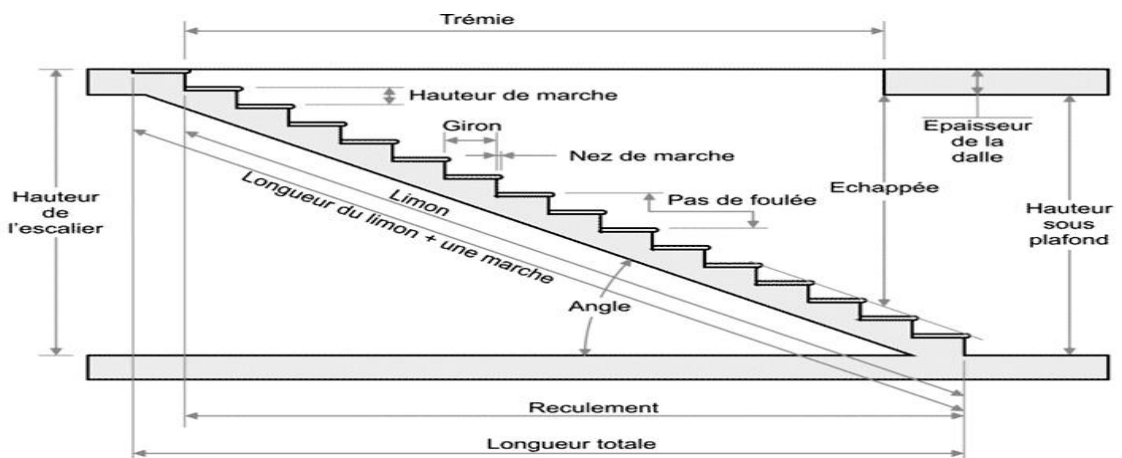 Trémie
Hauteur de marche
Giron
Nez de marche
Epaisseur
de la
dalle
Echappée
Pas de foulée
Hauteur
de
l'escalier
Hauteur
sous
plafond
Limon
Longueur du limon + une marche
Angle
Reculement
Longueur totale